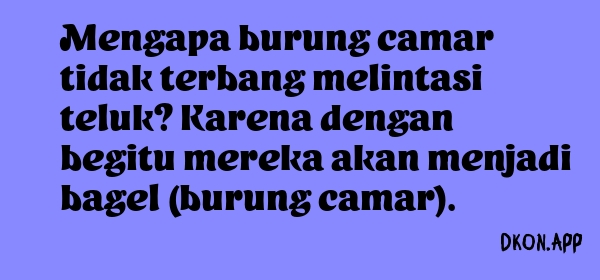 Mengapa burung camar
tidak terbang melintasi
teluk? Karena dengan
begitu mereka akan menjadi
bagel (burung camar).
DKON.APP